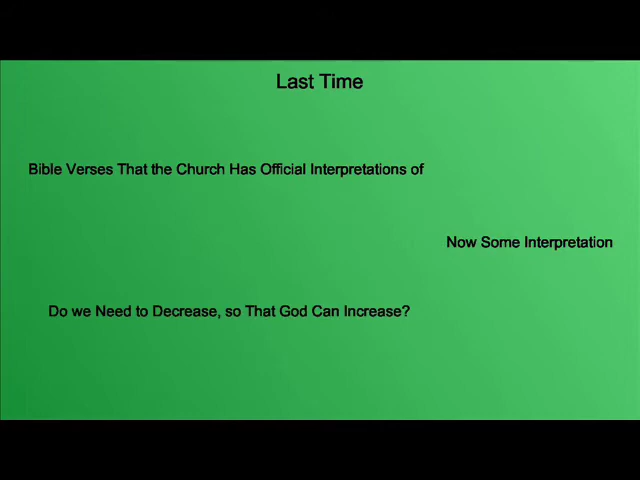 Last Time
Bible Verses That the Church Has Official Interpretations of
Now Some Interpretation
Do we Need to Decrease, so That God Can Increase?